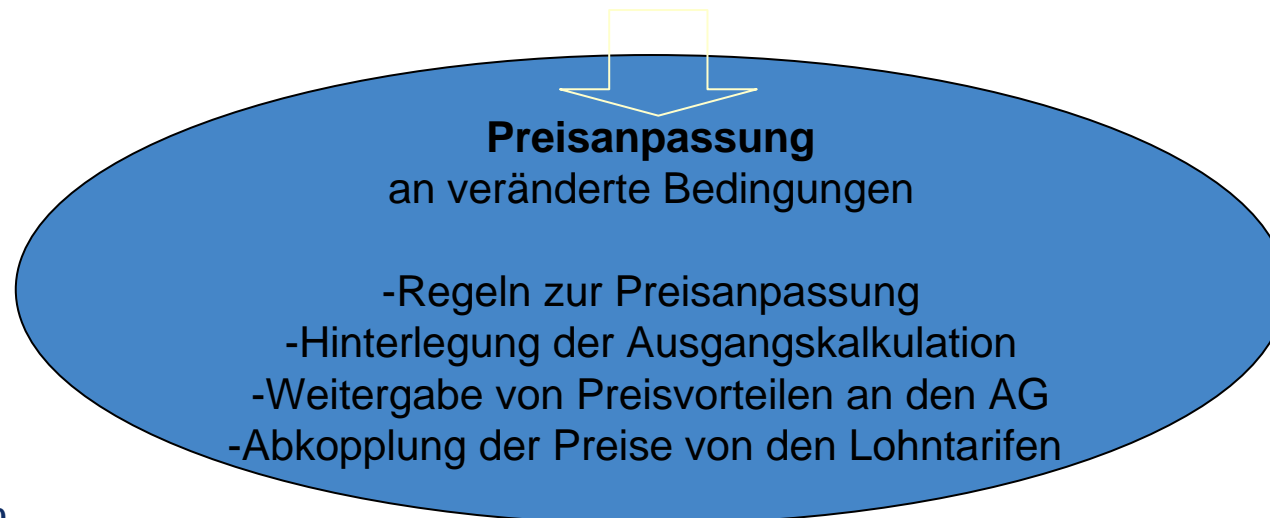 Preisanpassung
an veränderte Bedingungen
-Regeln zur Preisanpassung
-Hinterlegung der Ausgangskalkulation
-Weitergabe von Preisvorteilen an den AG
-Abkopplung der Preise von den Lohntarifen